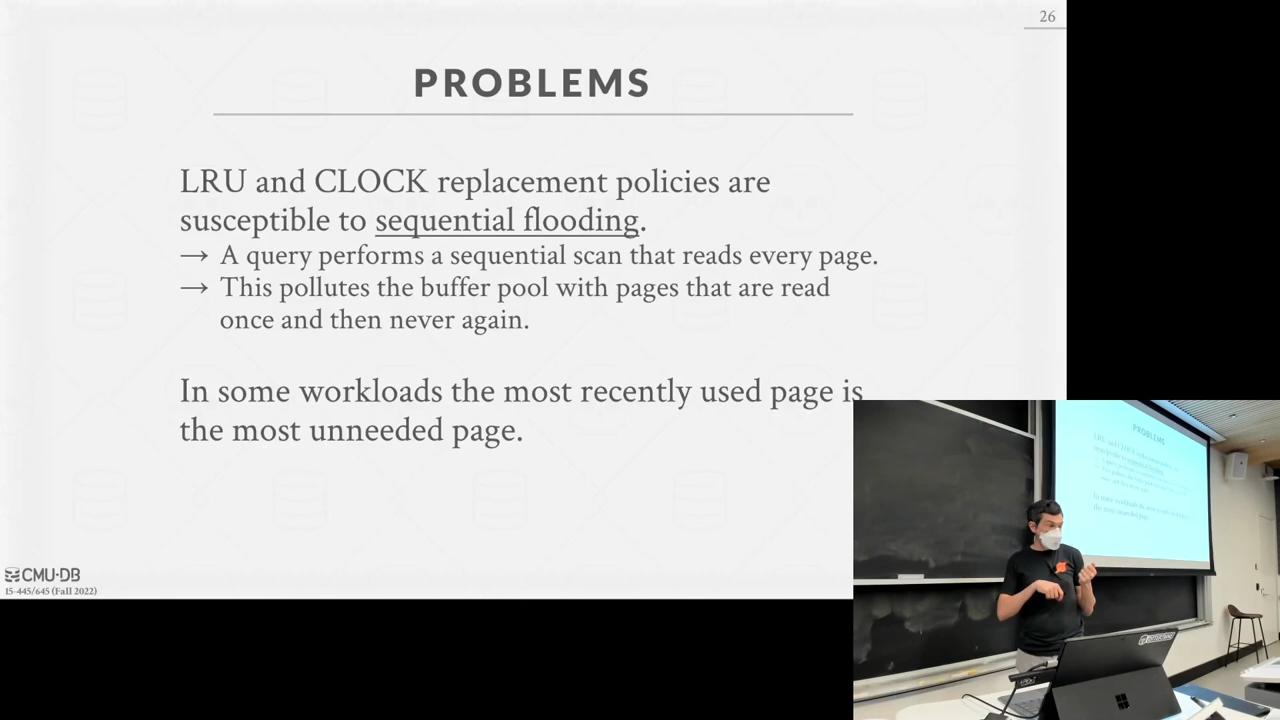 26
PROBLEMS
LRU and CLOCK replacement policies are
susceptible to sequential flooding.
→ A query performs a sequential scan that reads every page.
→ This pollutes the buffer pool with pages that are read
once and then never again.
In some workloads the most recently used page is
the most unneeded page.
CMU·DB
15-445/645 (Fall 2022)
PROBLEMS